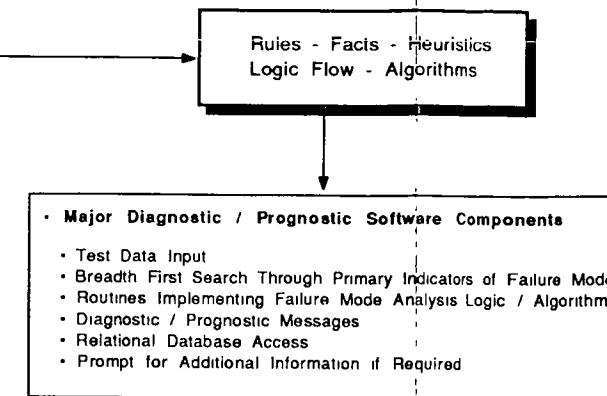 Rules - Facts - Heuristics
Logic Flow - Algorithms
· Major Diagnostic / Prognostic Software Components
· Test Data Input
· Breadth First Search Through Primary Indicators of Failure Mode
· Routines Implementing Failure Mode Analysis Logic / Algorithm
· Diagnostic / Prognostic Messages
· Relational Database Access
· Prompt for Additional Information if Required